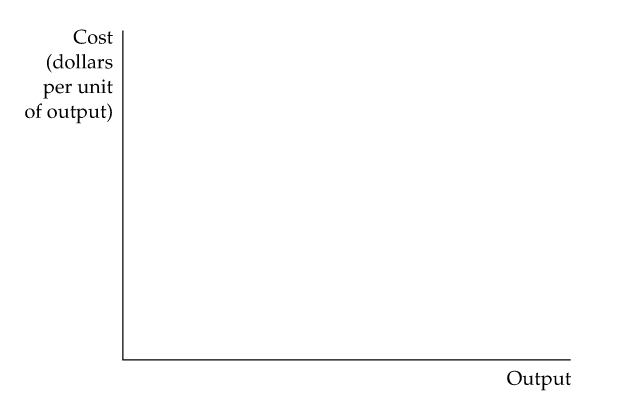 Cost
(dollars
per unit
of output)
Output